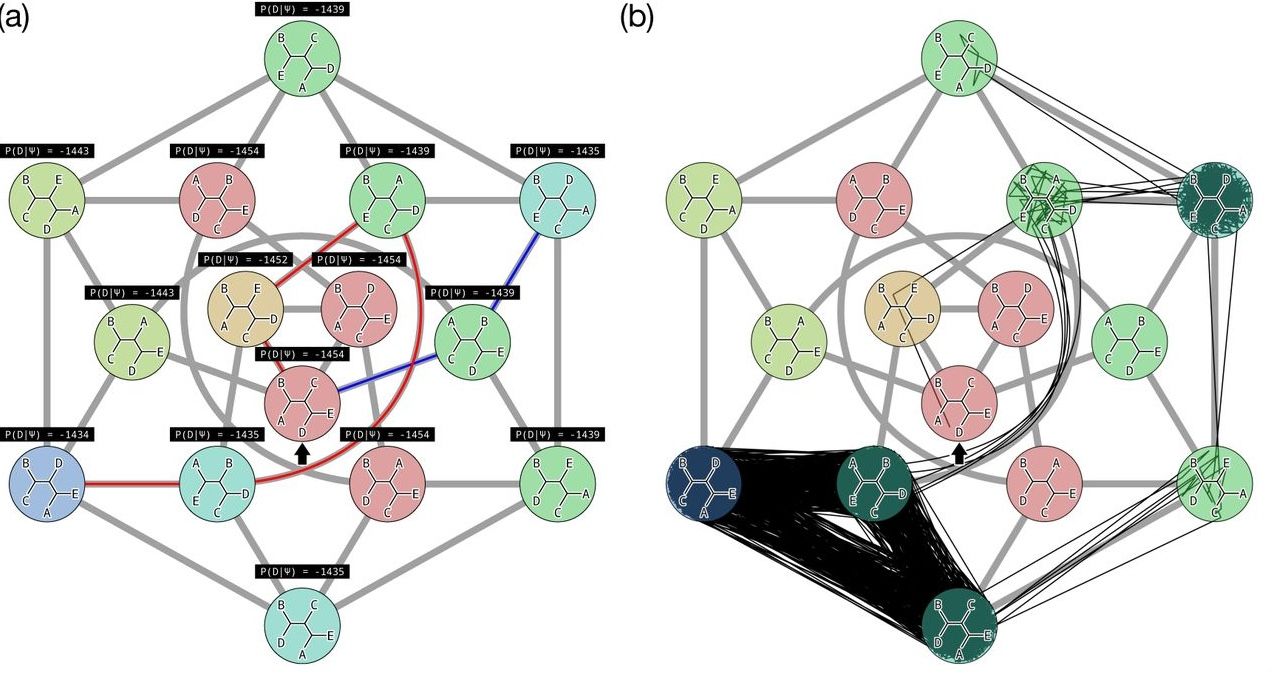 (a)
P(D|Ψ) = -1439
B C
E D
A
P(D|Ψ) = -1443
B E
C A
D
P(D|Ψ) = -1454
A B
D E
C
P(D|Ψ) = -1439
B A
E D
C
P(D|Ψ) = -1435
B D
E A
C
P(D|Ψ) = -1452
B E
A D
C
P(D|Ψ) = -1454
B D
A E
C
P(D|Ψ) = -1443
B A
C E
D
P(D|Ψ) = -1439
A B
C E
D
P(D|Ψ) = -1454
B C
A E
D
P(D|Ψ) = -1434
B D
C E
A
P(D|Ψ) = -1435
A B
E D
C
P(D|Ψ) = -1454
B A
D E
C
P(D|Ψ) = -1439
B E
D A
C
P(D|Ψ) = -1435
B C
D E
A
(b)
B C
E D
A
B E
C A
D
A B
D E
C
B A
E D
C
B D
E A
C
B E
A D
C
B D
A E
C
B A
C E
D
A B
C E
D
B C
A E
D
B D
C E
A
A B
E D
C
B A
D E
C
B E
D A
C
B C
D E
A